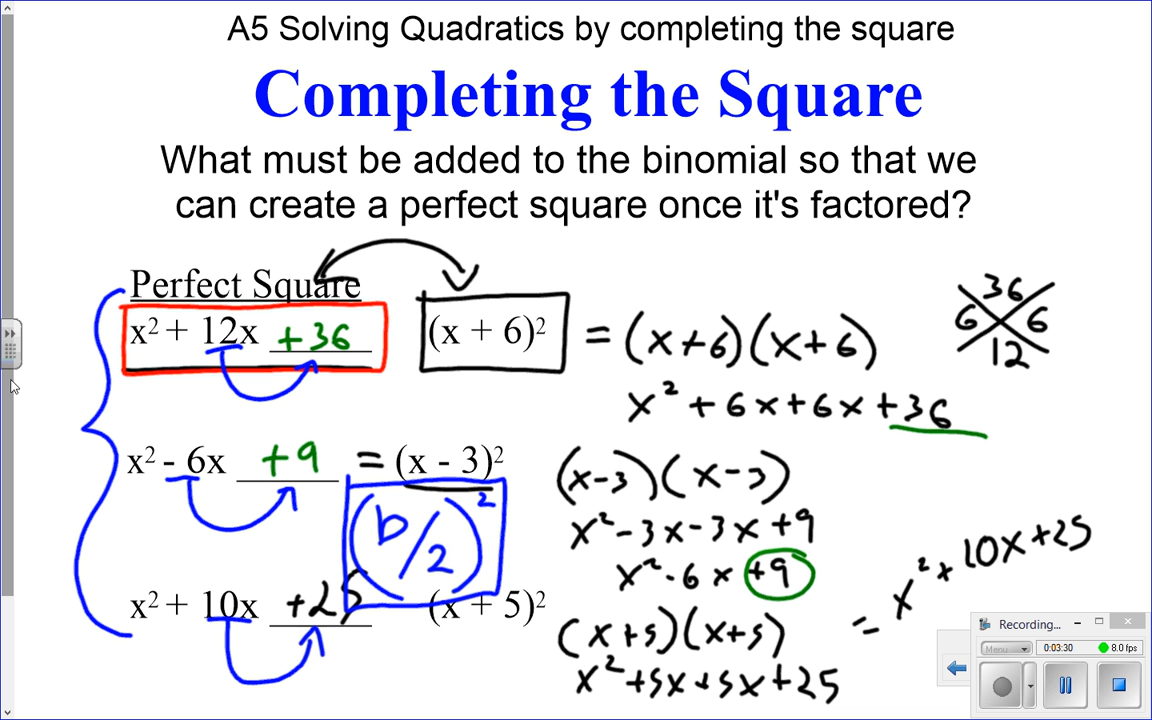 A5 Solving Quadratics by completing the square
Completing the Square
What must be added to the binomial so that we
can create a perfect square once it's factored?
Perfect Square
x² + 12x +36 (x + 6)² = (x+6)(x+6)
36
6 6
12
x² + 6x + 6x + 36
x² - 6x +9 = (x - 3)² (x-3)(x-3)
(b/2)²
x² - 3x - 3x + 9
x² - 6x +9
x² + 10x +25 (x + 5)² (x+5)(x+5) = x² + 10x + 25
x² + 5x + 5x + 25
Recording...
Menu... 0:03:30 8.0 fps